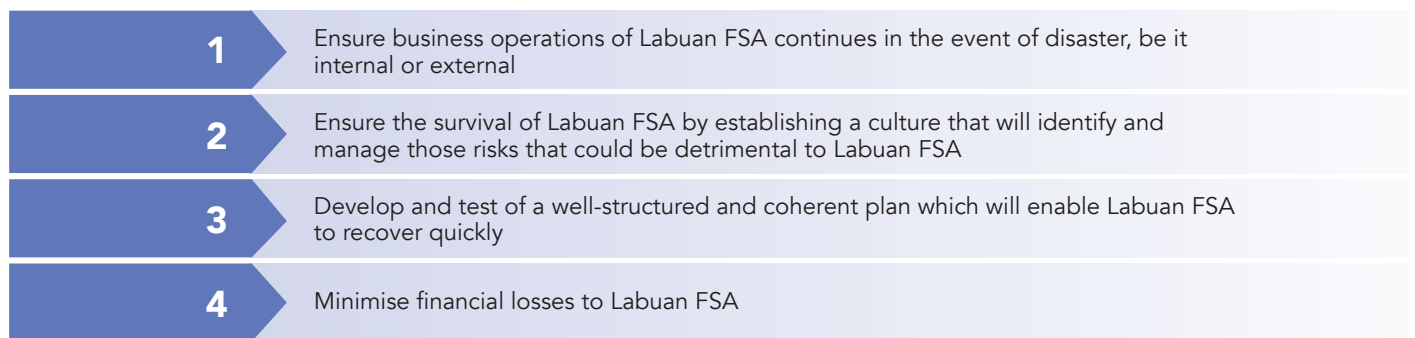 1
Ensure business operations of Labuan FSA continues in the event of disaster, be it
internal or external
2
Ensure the survival of Labuan FSA by establishing a culture that will identify and
manage those risks that could be detrimental to Labuan FSA
3
Develop and test of a well-structured and coherent plan which will enable Labuan FSA
to recover quickly
4
Minimise financial losses to Labuan FSA